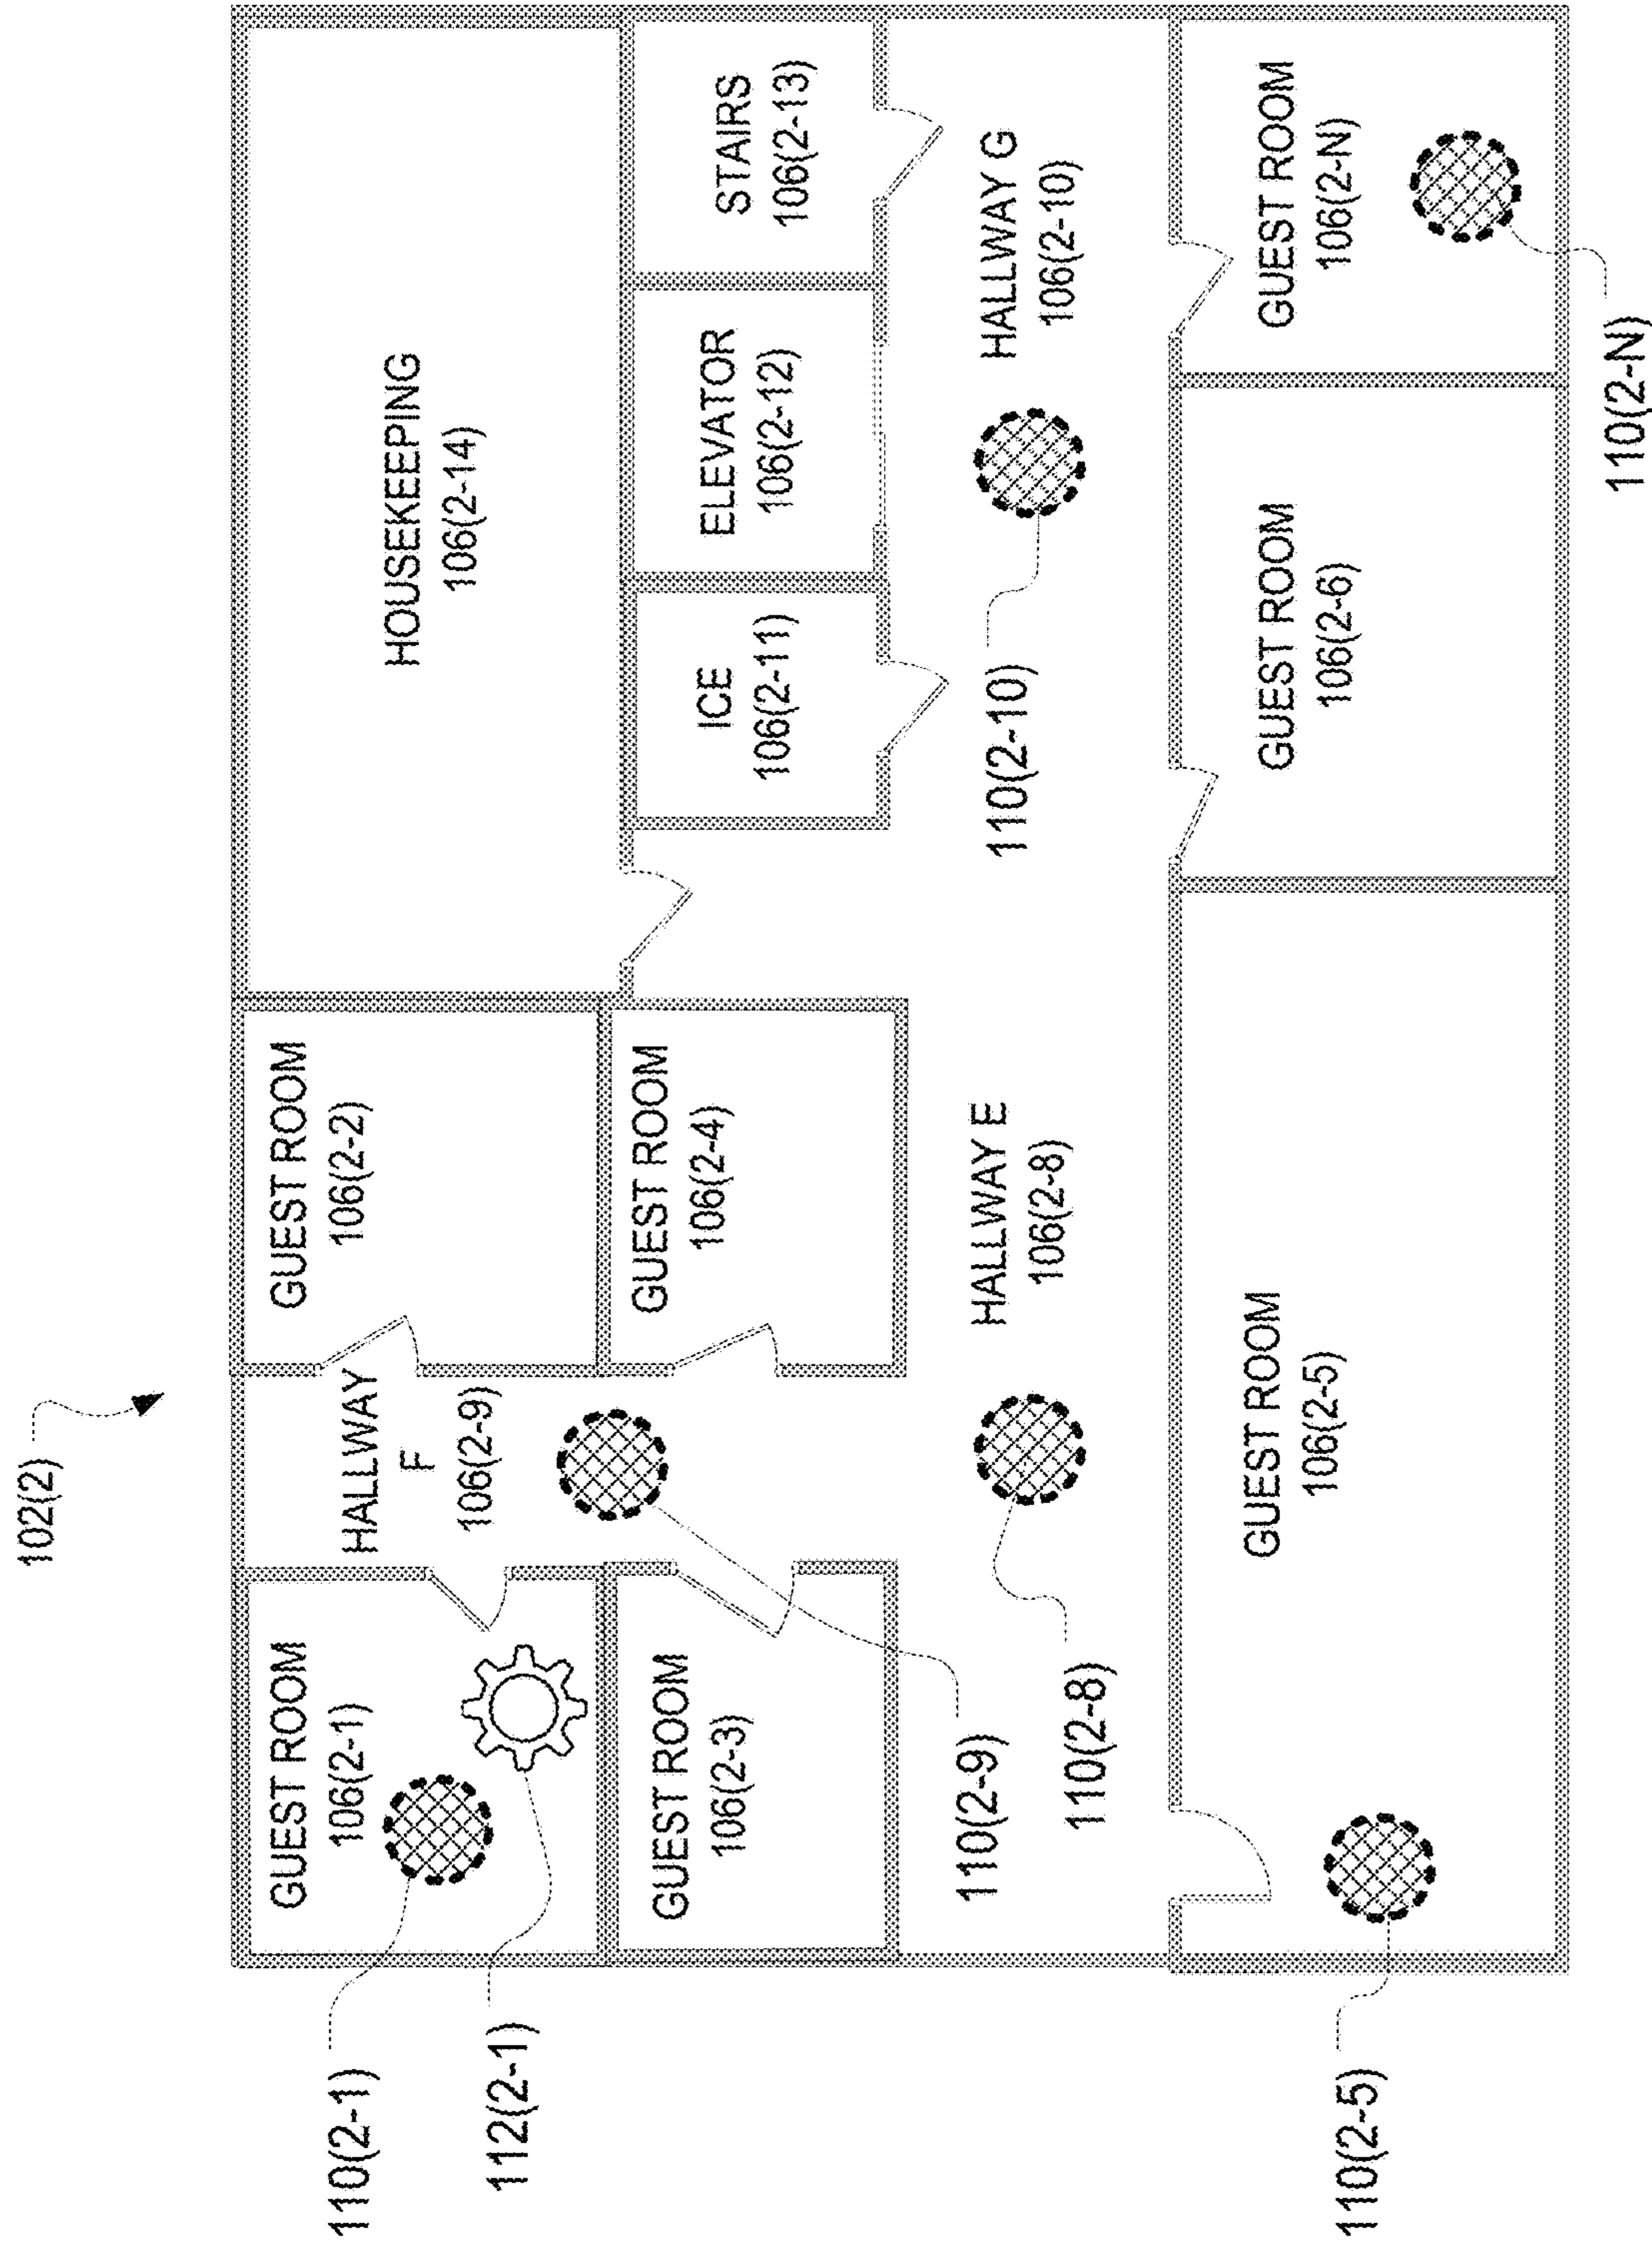 102(2)
110(2-1)
112(2-1)
GUEST ROOM
106(2-1)
HALLWAY
F
106(2-9)
GUEST ROOM
106(2-2)
HOUSEKEEPING
106(2-14)
GUEST ROOM
106(2-3)
GUEST ROOM
106(2-4)
ICE
106(2-11)
ELEVATOR
106(2-12)
STAIRS
106(2-13)
110(2-9)
110(2-8)
HALLWAY E
106(2-8)
110(2-10)
HALLWAY G
106(2-10)
110(2-5)
GUEST ROOM
106(2-5)
GUEST ROOM
106(2-6)
GUEST ROOM
106(2-N)
110(2-N)